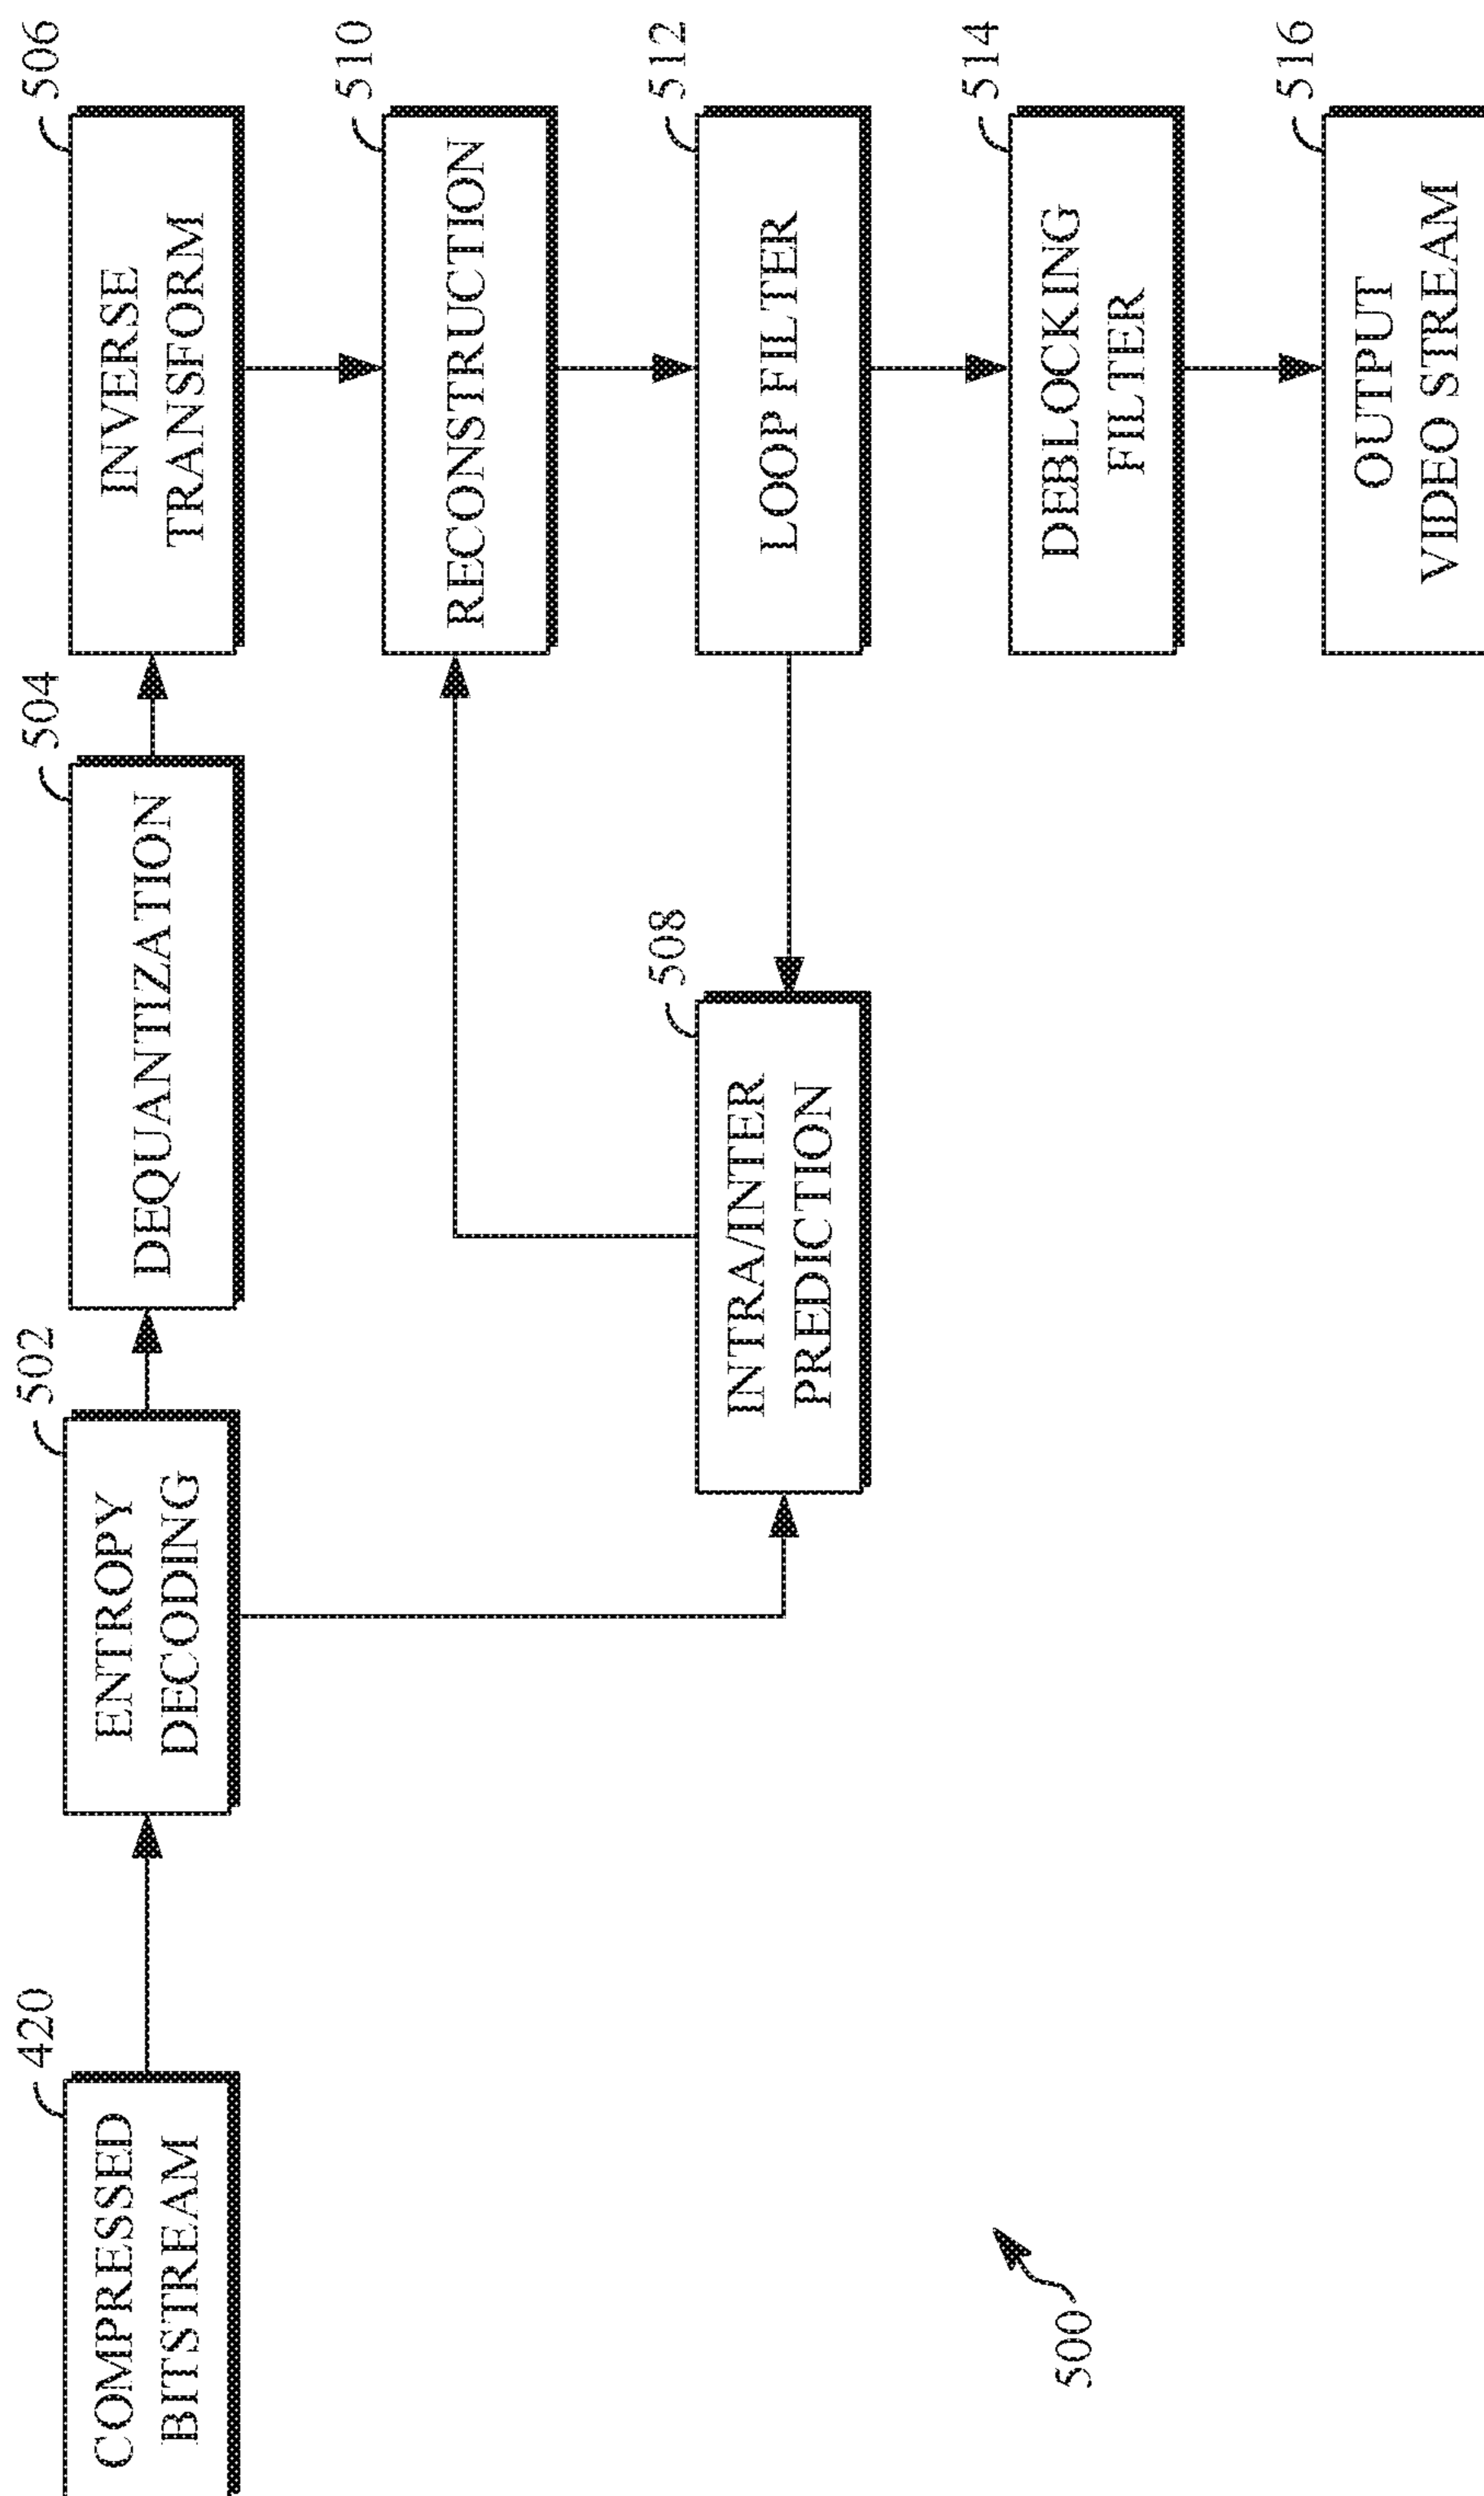 420
COMPRESSED
BITSTREAM
502
ENTROPY
DECODING
504
DEQUANTIZATION
506
INVERSE
TRANSFORM
510
RECONSTRUCTION
508
INTRA/INTER
PREDICTION
512
LOOP FILTER
514
DEBLOCKING
FILTER
516
OUTPUT
VIDEO STREAM
500